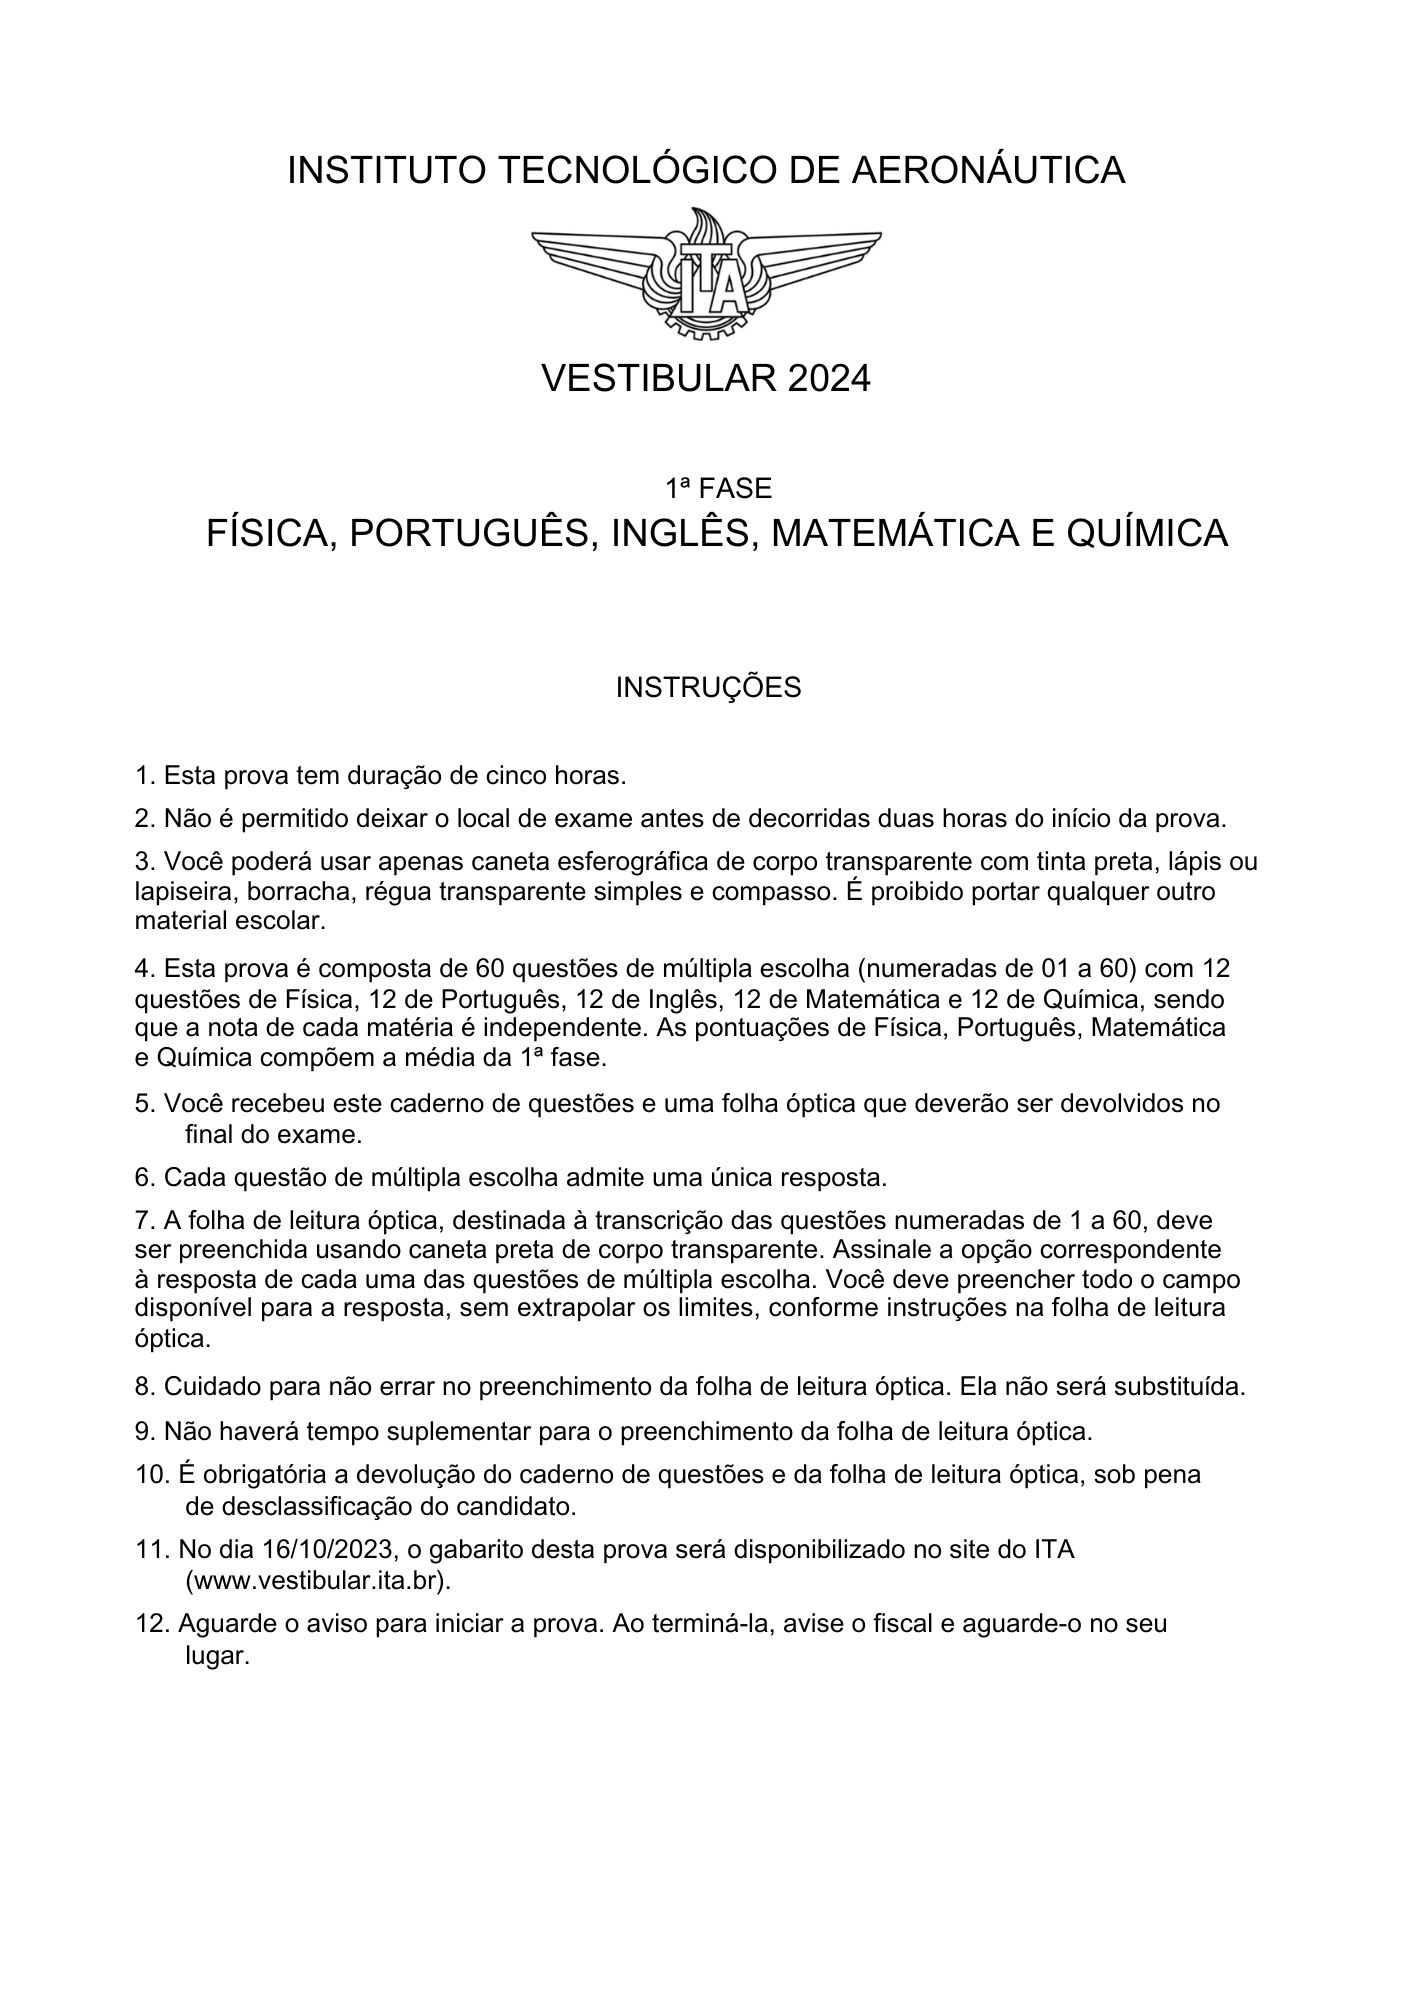 INSTITUTO TECNOLÓGICO DE AERONÁUTICA
ITA
VESTIBULAR 2024
1ª FASE
FÍSICA, PORTUGUÊS, INGLÊS, MATEMÁTICA E QUÍMICA
INSTRUÇÕES
1. Esta prova tem duração de cinco horas.
2. Não é permitido deixar o local de exame antes de decorridas duas horas do início da prova.
3. Você poderá usar apenas caneta esferográfica de corpo transparente com tinta preta, lápis ou
lapiseira, borracha, régua transparente simples e compasso. É proibido portar qualquer outro
material escolar.
4. Esta prova é composta de 60 questões de múltipla escolha (numeradas de 01 a 60) com 12
questões de Física, 12 de Português, 12 de Inglês, 12 de Matemática e 12 de Química, sendo
que a nota de cada matéria é independente. As pontuações de Física, Português, Matemática
e Química compõem a média da 1ª fase.
5. Você recebeu este caderno de questões e uma folha óptica que deverão ser devolvidos no
final do exame.
6. Cada questão de múltipla escolha admite uma única resposta.
7. A folha de leitura óptica, destinada à transcrição das questões numeradas de 1 a 60, deve
ser preenchida usando caneta preta de corpo transparente. Assinale a opção correspondente
à resposta de cada uma das questões de múltipla escolha. Você deve preencher todo o campo
disponível para a resposta, sem extrapolar os limites, conforme instruções na folha de leitura
óptica.
8. Cuidado para não errar no preenchimento da folha de leitura óptica. Ela não será substituída.
9. Não haverá tempo suplementar para o preenchimento da folha de leitura óptica.
10. É obrigatória a devolução do caderno de questões e da folha de leitura óptica, sob pena
de desclassificação do candidato.
11. No dia 16/10/2023, o gabarito desta prova será disponibilizado no site do ITA
(www.vestibular.ita.br).
12. Aguarde o aviso para iniciar a prova. Ao terminá-la, avise o fiscal e aguarde-o no seu
lugar.